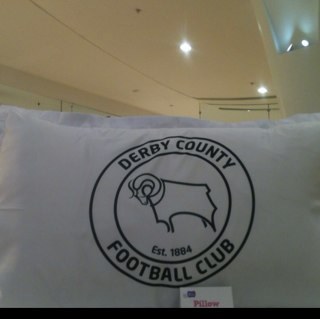 DERBY COUNTY
Est. 1884
FOOTBALL CLUB
Pillow